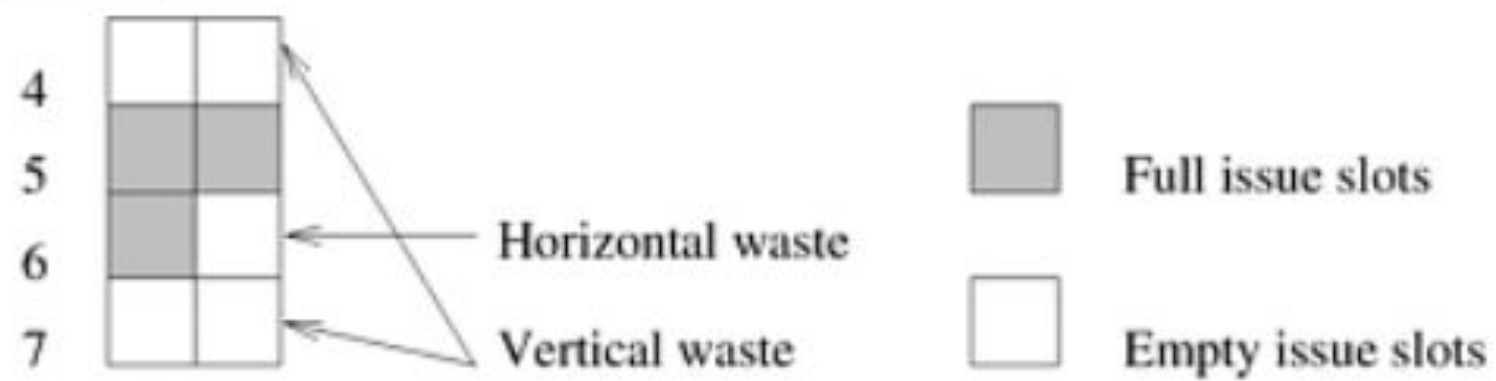 4
5
6
7
Horizontal waste
Vertical waste
Full issue slots
Empty issue slots